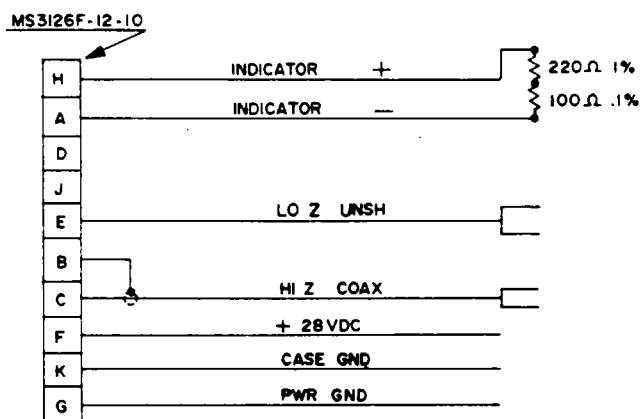 MS3126F-12-10
H INDICATOR + 220Ω 1%
A INDICATOR — 100Ω .1%
D
J
E LO Z UNSH
B
C HI Z COAX
F + 28VDC
K CASE GND
G PWR GND